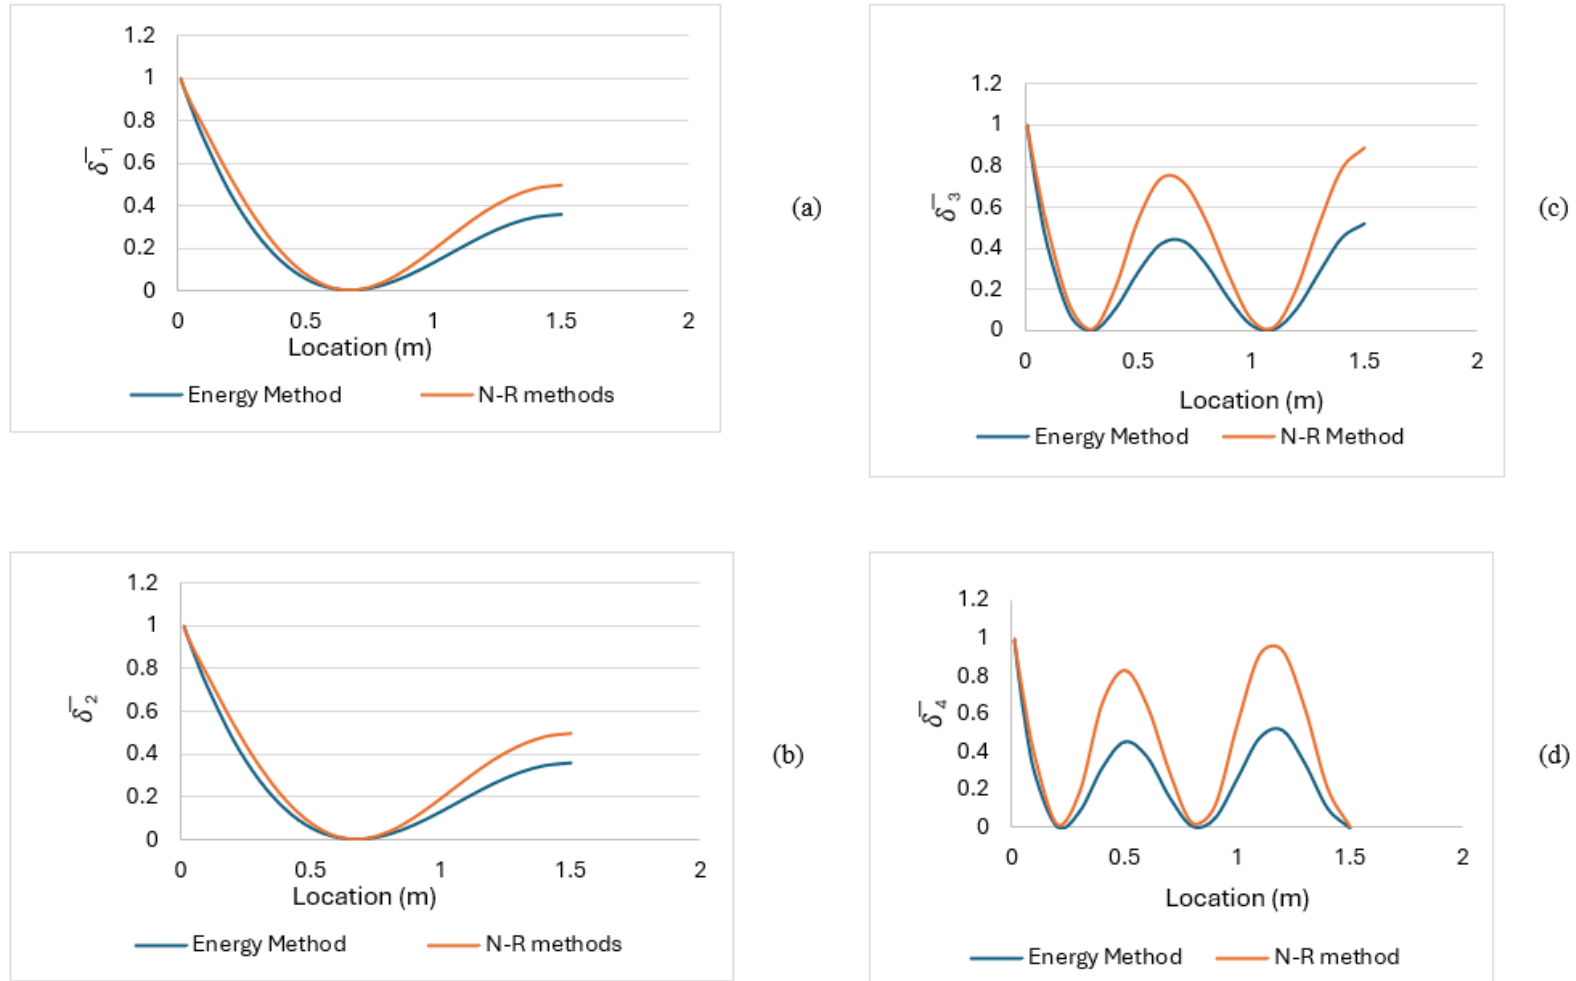 1.2
1
0.8
0.6
0.4
0.2
0
δ̅₁
0 0.5 1 1.5 2
Location (m)
Energy Method N-R methods
(a)
1.2
1
0.8
0.6
0.4
0.2
0
δ̅₃
0 0.5 1 1.5 2
Location (m)
Energy Method N-R Method
(c)
1.2
1
0.8
0.6
0.4
0.2
0
δ̅₂
0 0.5 1 1.5 2
Location (m)
Energy Method N-R methods
(b)
1.2
1
0.8
0.6
0.4
0.2
0
δ̅₄
0 0.5 1 1.5 2
Location (m)
Energy Method N-R method
(d)